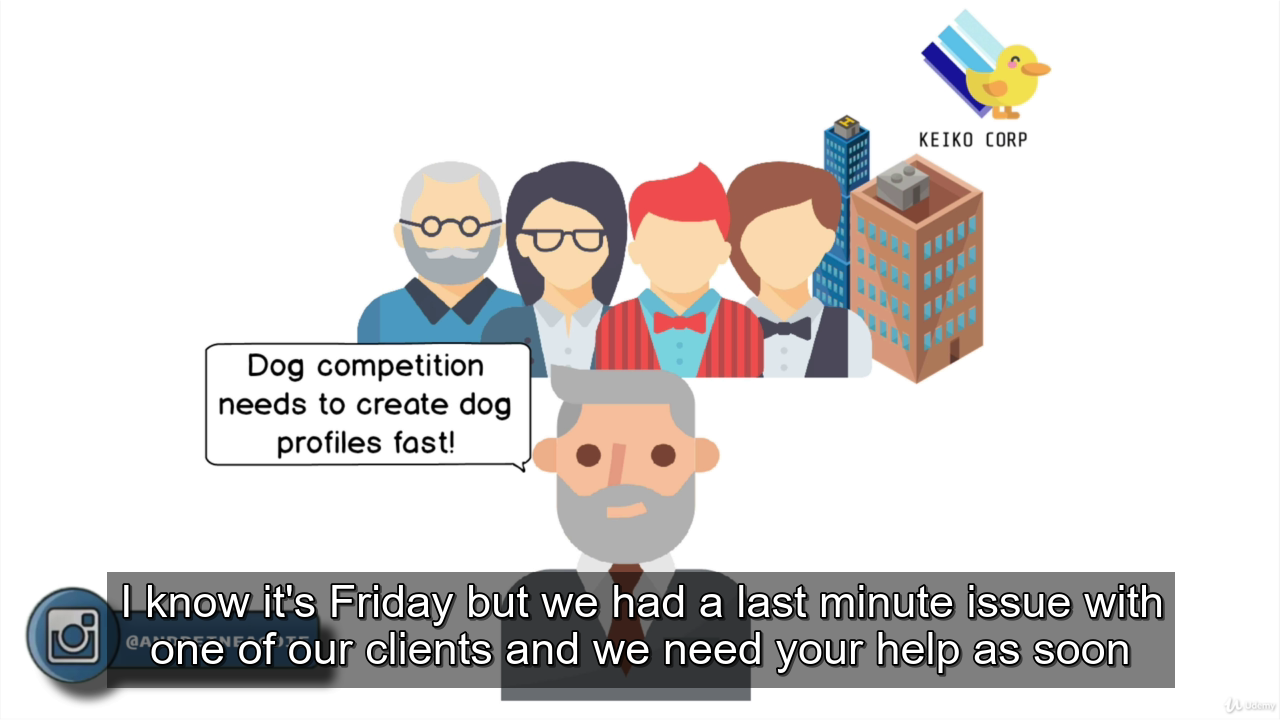 KEIKO CORP
Dog competition
needs to create dog
profiles fast!
I know it's Friday but we had a last minute issue with
one of our clients and we need your help as soon
H
Udemy